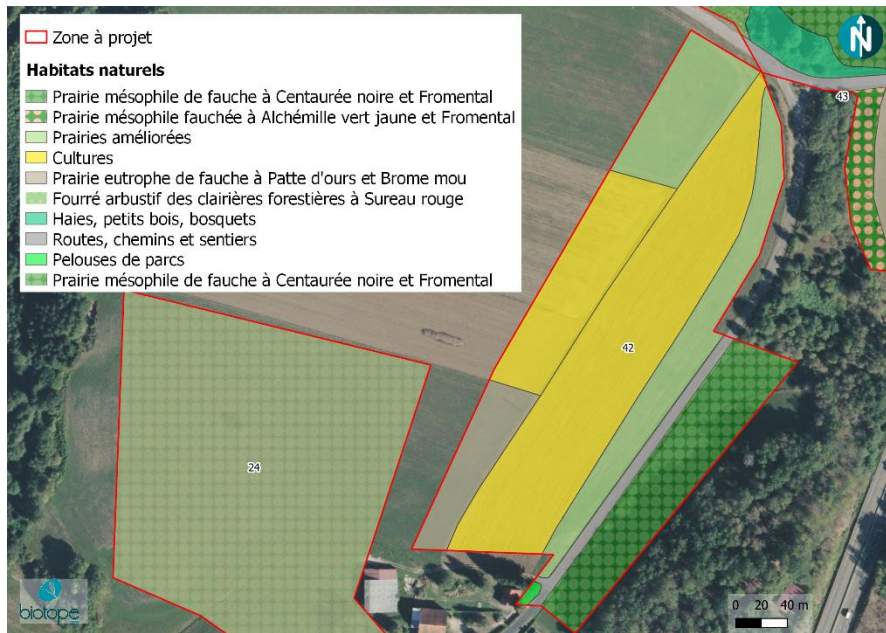 Zone à projet
Habitats naturels
Prairie mésophile de fauche à Centaurée noire et Fromental
Prairie mésophile fauchée à Alchémille vert jaune et Fromental
Prairies améliorées
Cultures
Prairie eutrophe de fauche à Patte d'ours et Brome mou
Fourré arbustif des clairières forestières à Sureau rouge
Haies, petits bois, bosquets
Routes, chemins et sentiers
Pelouses de parcs
Prairie mésophile de fauche à Centaurée noire et Fromental
N
43
42
24
biotope
0 20 40 m